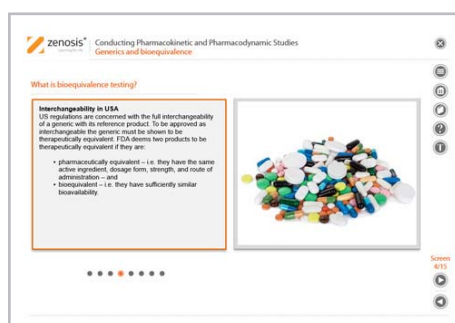 zenosis®
Conducting Pharmacokinetic and Pharmacodynamic Studies
Generics and bioequivalence
What is bioequivalence testing?
Interchangeability in USA
US regulations are concerned with the full interchangeability
of a generic with its reference product. To be approved as
interchangeable the generic must be shown to be
therapeutically equivalent. FDA deems two products to be
therapeutically equivalent if they are:
• pharmaceutically equivalent – i.e. they have the same
active ingredient, dosage form, strength, and route of
administration – and
• bioequivalent – i.e. they have sufficiently similar
bioavailability.
Screen
4/15